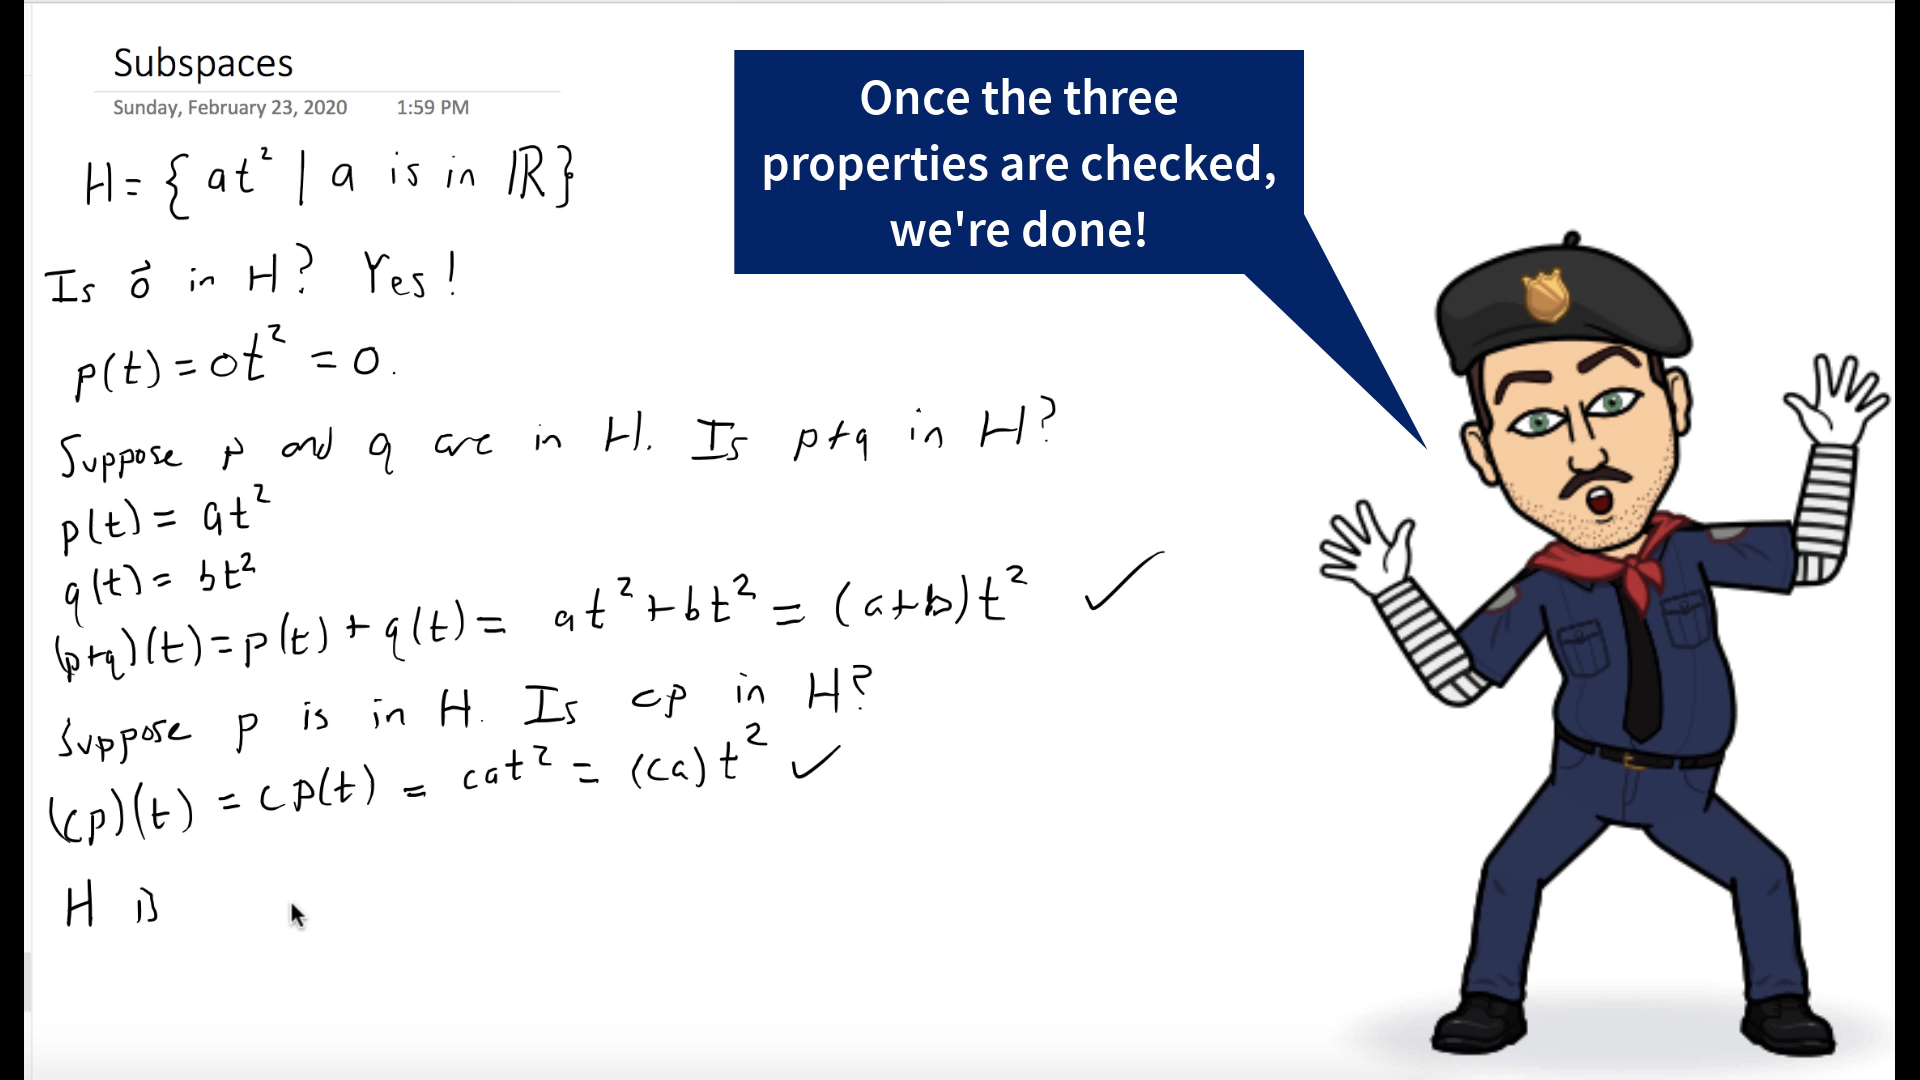 Subspaces
Sunday, February 23, 2020 1:59 PM
H = { at² | a is in ℝ}
Is 0⃗ in H? Yes!
p(t) = 0t² = 0.
Suppose p and q are in H. Is p+q in H?
p(t) = at²
q(t) = bt²
(p+q)(t) = p(t) + q(t) = at² + bt² = (a+b)t² ✓
Suppose p is in H. Is cp in H?
(cp)(t) = cp(t) = cat² = (ca)t² ✓
H is
Once the three
properties are checked,
we're done!